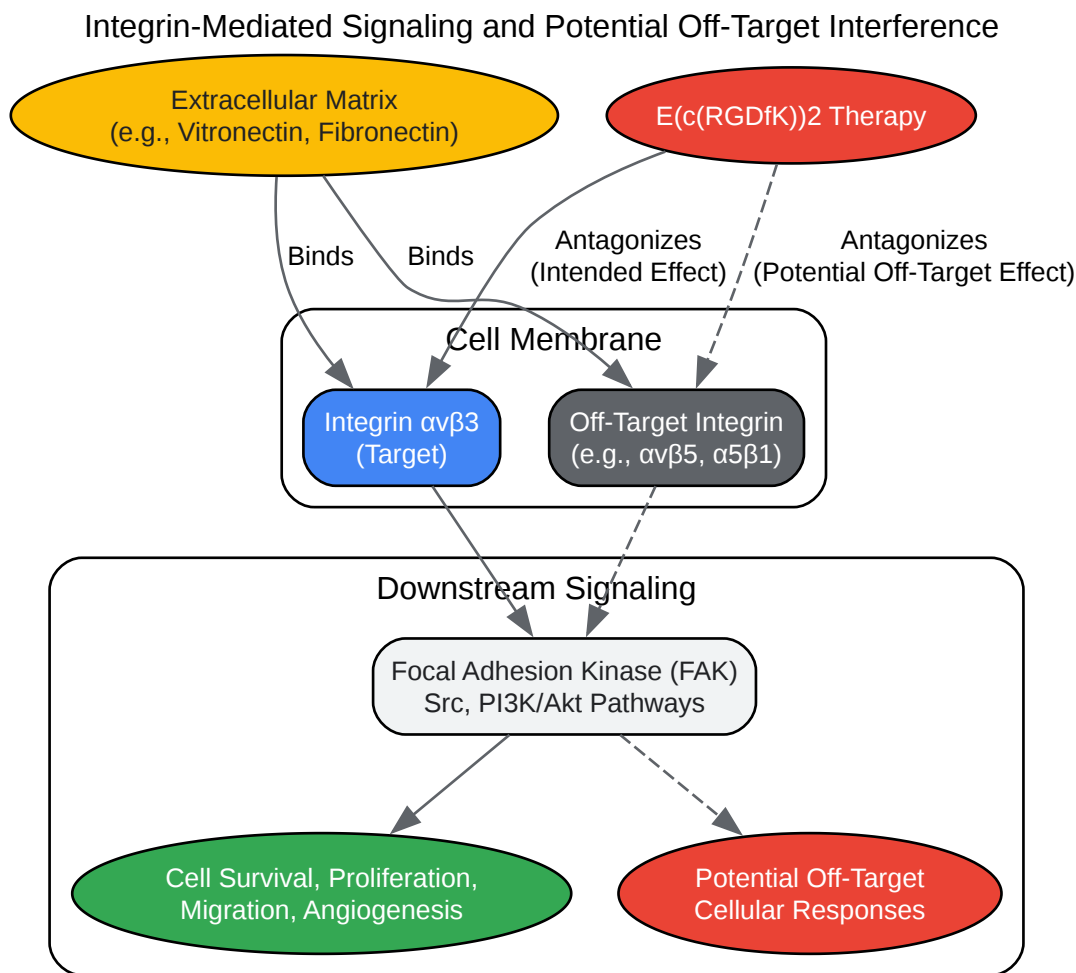 Integrin-Mediated Signaling and Potential Off-Target Interference
Extracellular Matrix
(e.g., Vitronectin, Fibronectin)
E(c(RGDfK))2 Therapy
Binds
Binds
Antagonizes
(Intended Effect)
Antagonizes
(Potential Off-Target Effect)
Cell Membrane
Integrin αvβ3
(Target)
Off-Target Integrin
(e.g., αvβ5, α5β1)
Downstream Signaling
Focal Adhesion Kinase (FAK)
Src, PI3K/Akt Pathways
Cell Survival, Proliferation,
Migration, Angiogenesis
Potential Off-Target
Cellular Responses